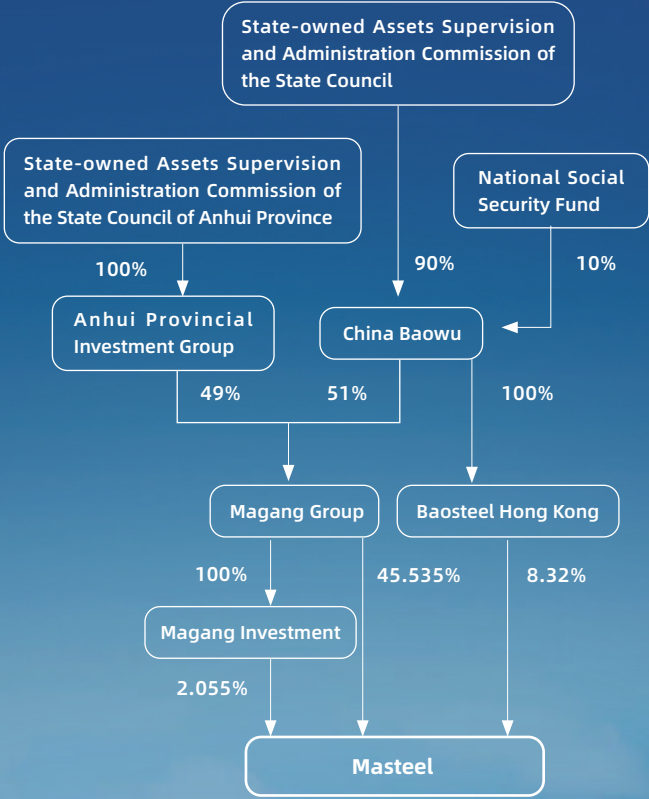 State-owned Assets Supervision
and Administration Commission of
the State Council
State-owned Assets Supervision
and Administration Commission of
the State Council of Anhui Province
National Social
Security Fund
100%
90%
10%
Anhui Provincial
Investment Group
China Baowu
49%
51%
100%
Magang Group
Baosteel Hong Kong
100%
45.535%
8.32%
Magang Investment
2.055%
Masteel